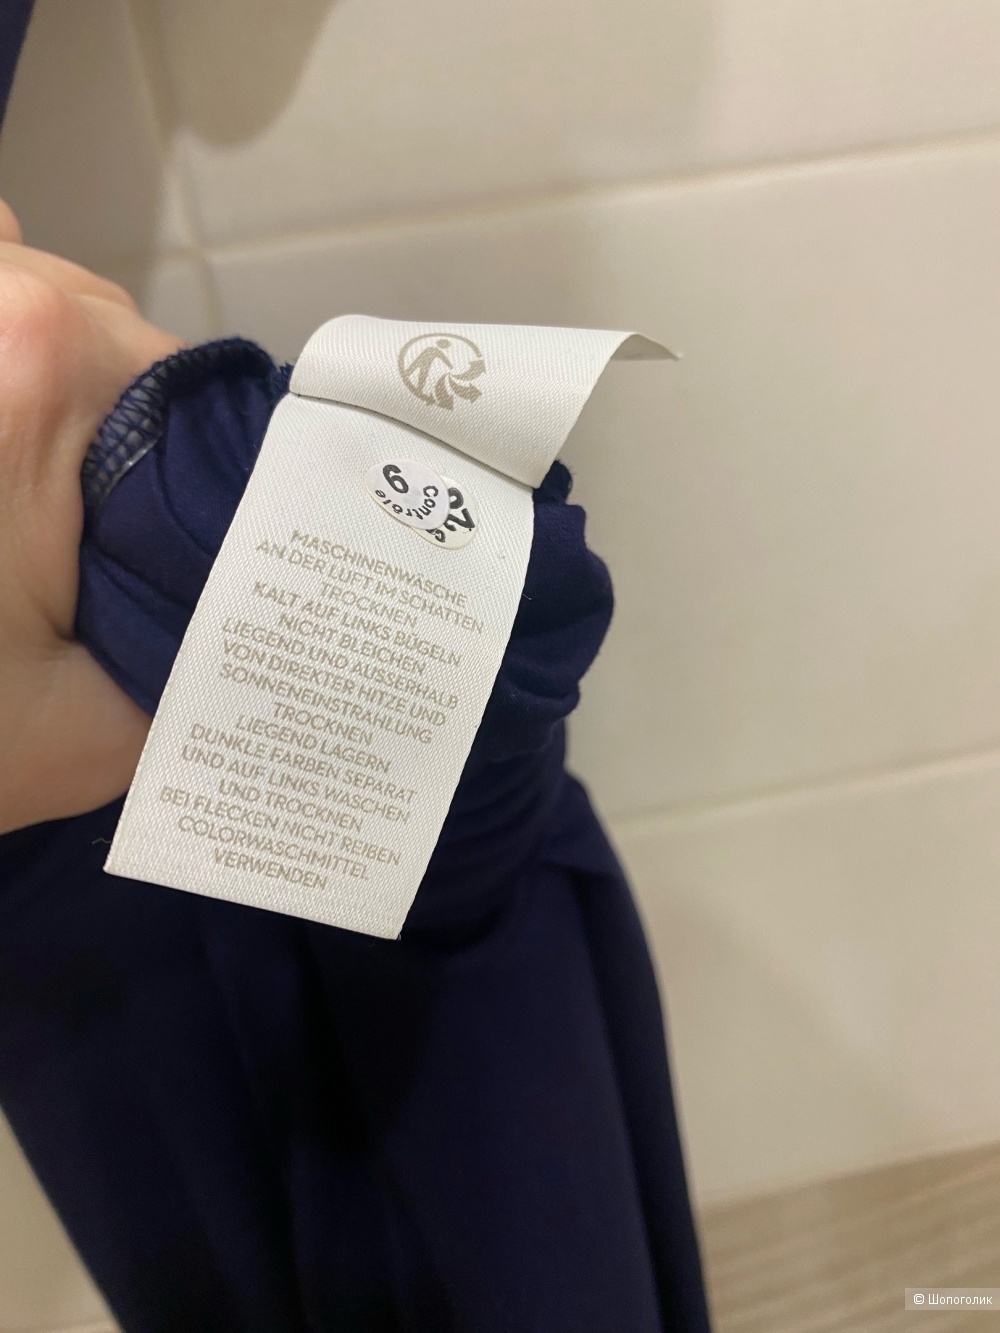 6
Contrôle
02
MASCHINENWÄSCHE
AN DER LUFT IM SCHATTEN
TROCKNEN
KALT AUF LINKS BÜGELN
NICHT BLEICHEN
LIEGEND UND AUSSERHALB
VON DIREKTER HITZE UND
SONNENEINSTRAHLUNG
TROCKNEN
LIEGEND LAGERN
DUNKLE FARBEN SEPARAT
UND AUF LINKS WASCHEN
UND TROCKNEN
BEI FLECKEN NICHT REIBEN
COLORWASCHMITTEL
VERWENDEN
© Шопоголик